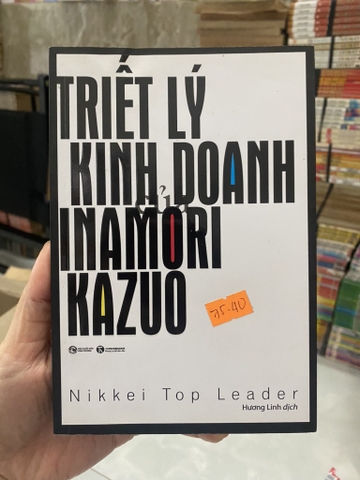 TRIẾT LÝ
KINH DOANH
của
INAMORI
KAZUO
75-40
Nikkei Top Leader
Hương Linh dịch